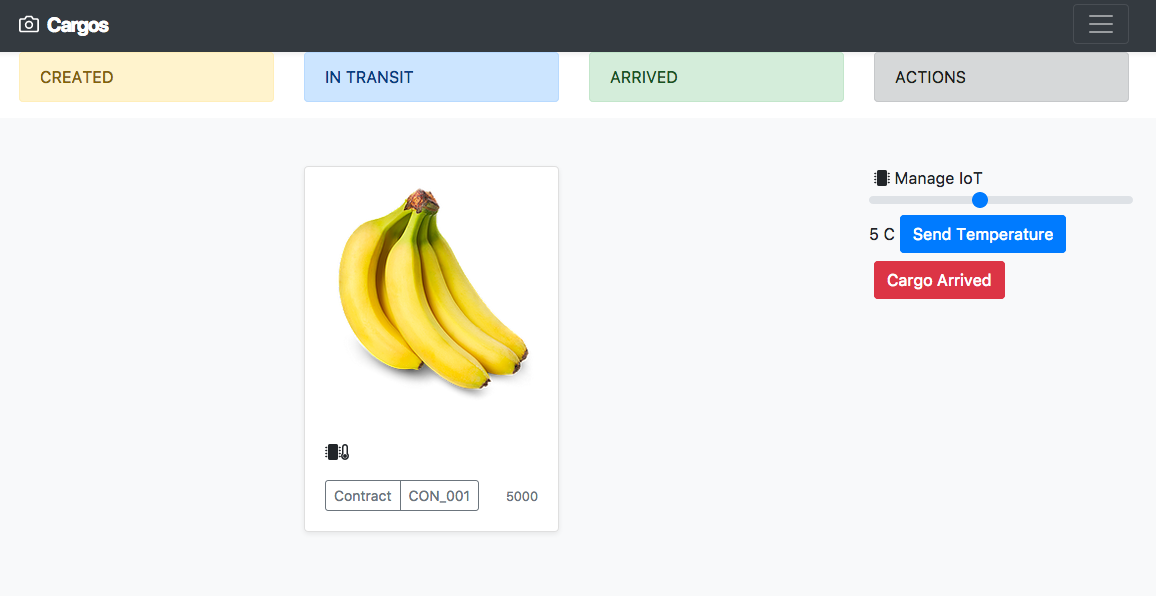 Cargos
CREATED
IN TRANSIT
ARRIVED
ACTIONS
Manage IoT
5 C
Send Temperature
Cargo Arrived
Contract
CON_001
5000